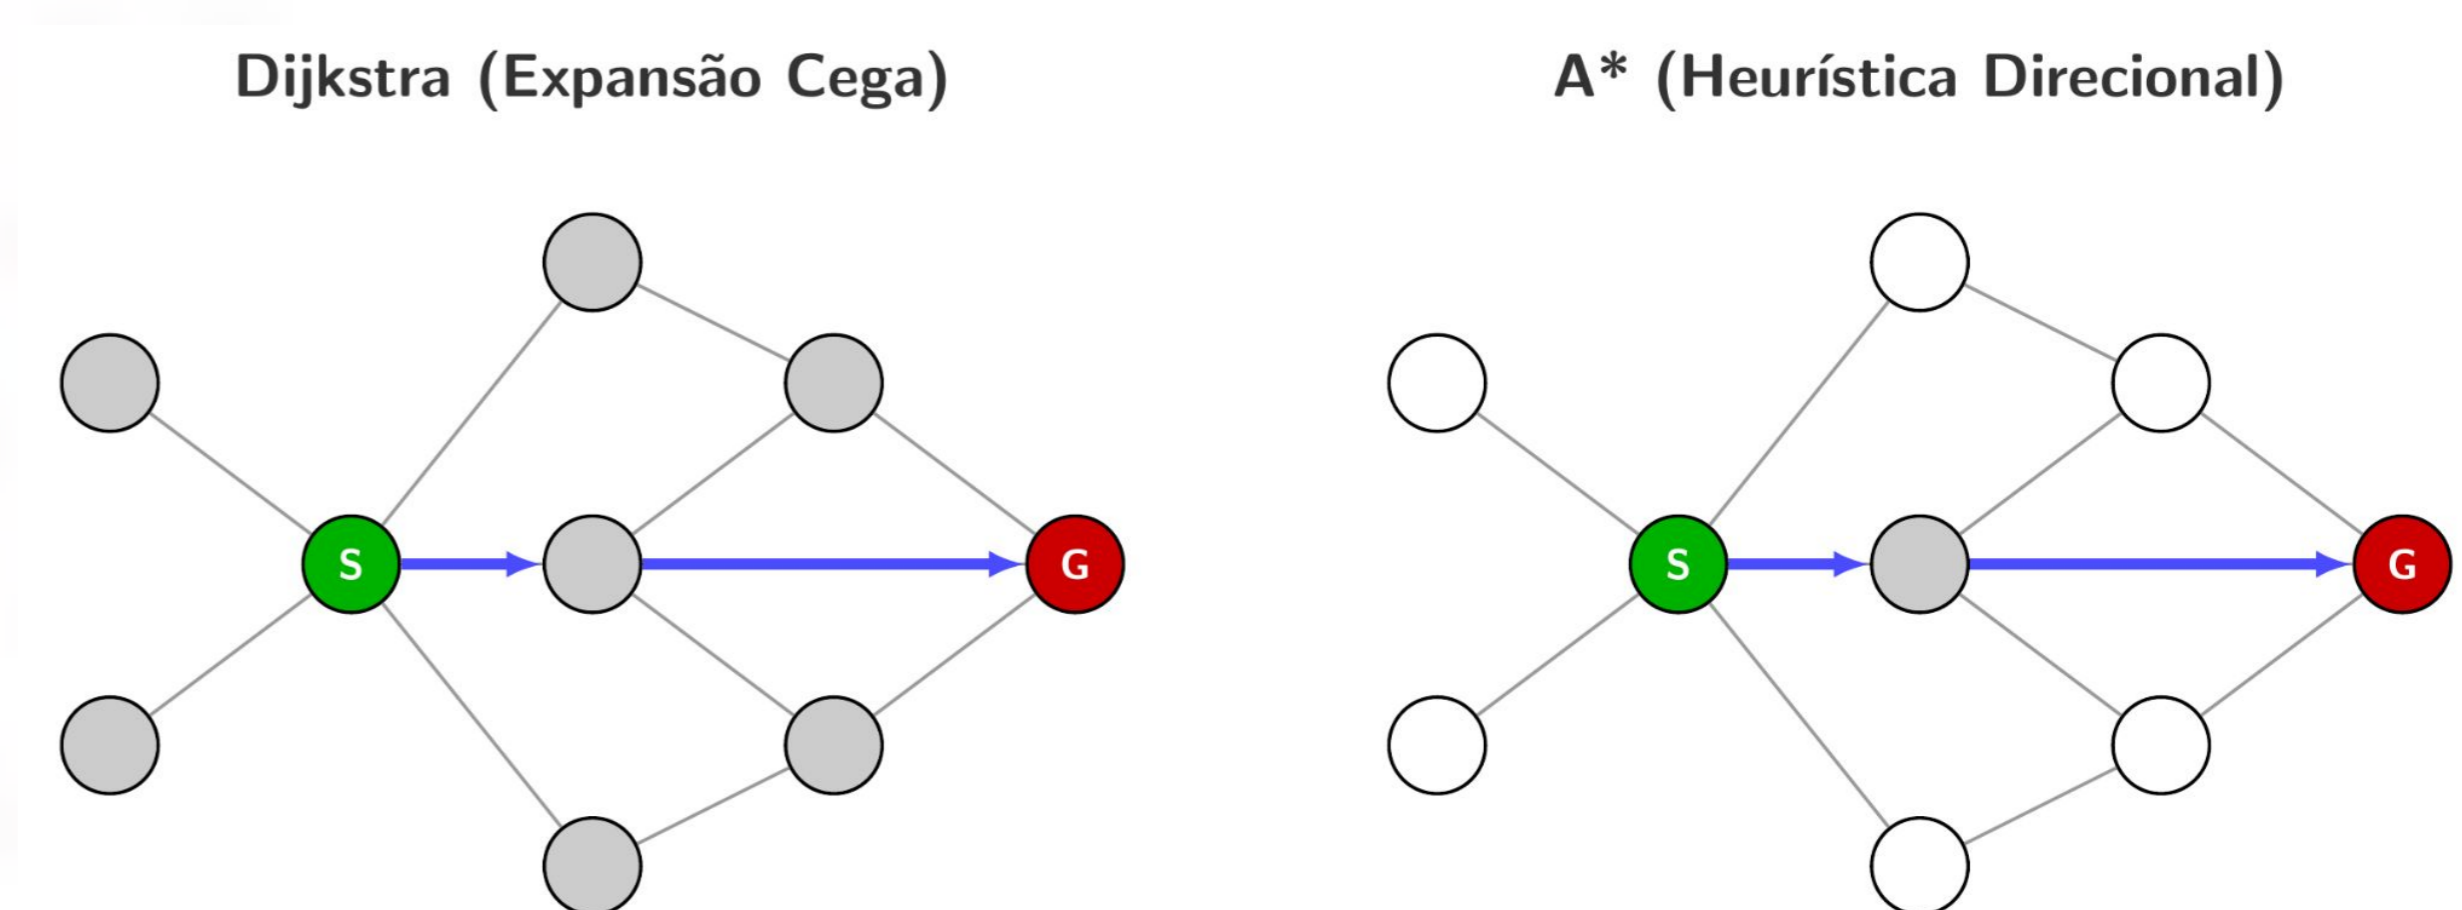 Dijkstra (Expansão Cega)
A* (Heurística Direcional)
S
G
S
G